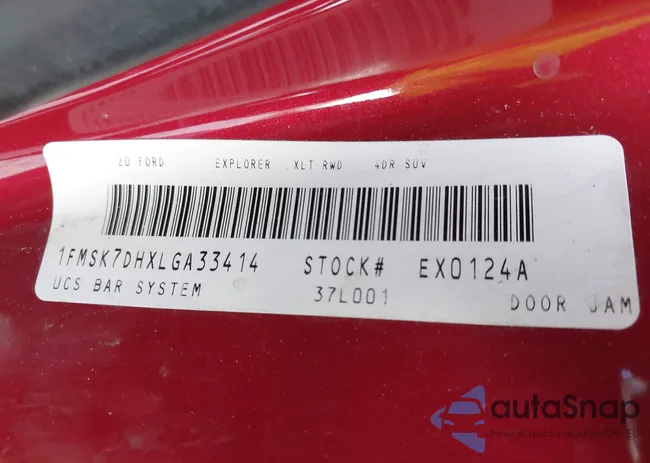 20 FORD EXPLORER XLT RWD 4DR SUV
1FMSK7DHXLGA33414 STOCK# EX0124A
UCS BAR SYSTEM 37L001 DOOR JAM
autaSnap